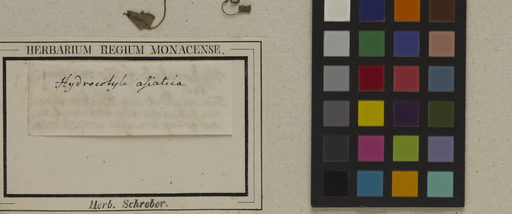 HERBARIUM REGIUM MONACENSE.
Hydrocotyle asiatica
Herb. Schreber.